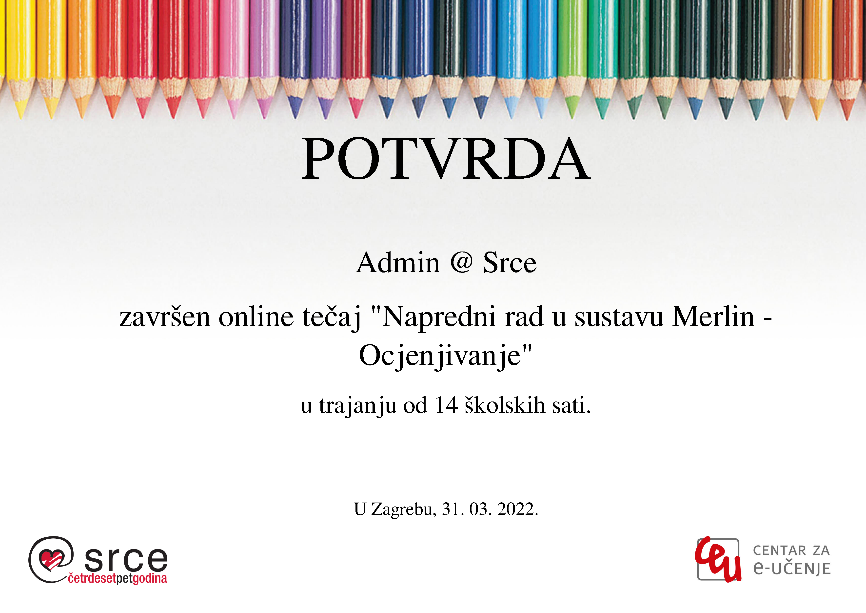 POTVRDA
Admin @ Srce
završen online tečaj "Napredni rad u sustavu Merlin -
Ocjenjivanje"
u trajanju od 14 školskih sati.
U Zagrebu, 31. 03. 2022.
srce
četrdesetpetgodina
ceu
CENTAR ZA
e-UČENJE